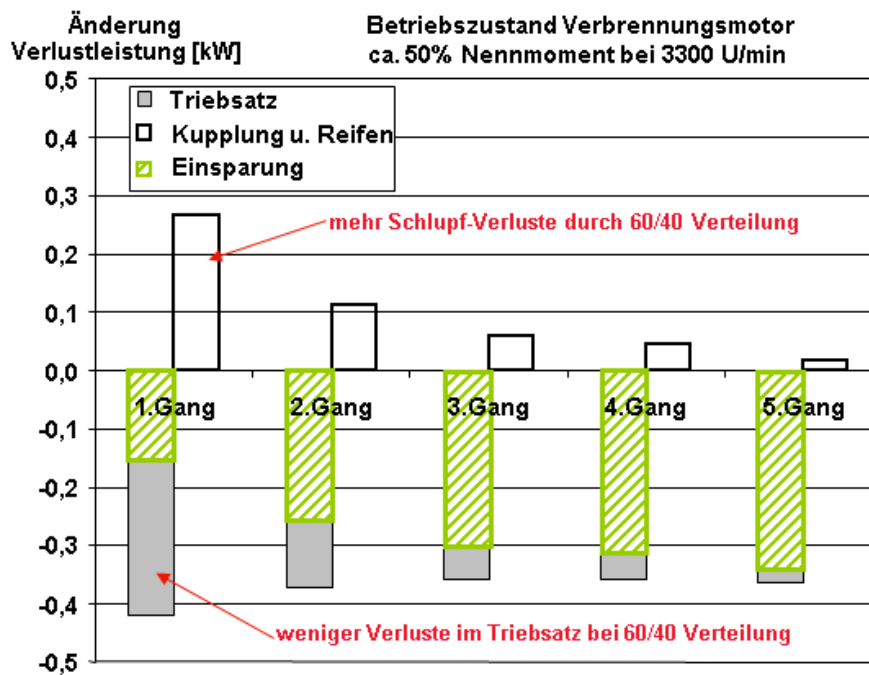 Änderung
Verlustleistung [kW]
Betriebszustand Verbrennungsmotor
ca. 50% Nennmoment bei 3300 U/min
0,5
0,4
0,3
0,2
0,1
0,0
-0,1
-0,2
-0,3
-0,4
-0,5
Triebsatz
Kupplung u. Reifen
Einsparung
mehr Schlupf-Verluste durch 60/40 Verteilung
1.Gang
2.Gang
3.Gang
4.Gang
5.Gang
weniger Verluste im Triebsatz bei 60/40 Verteilung